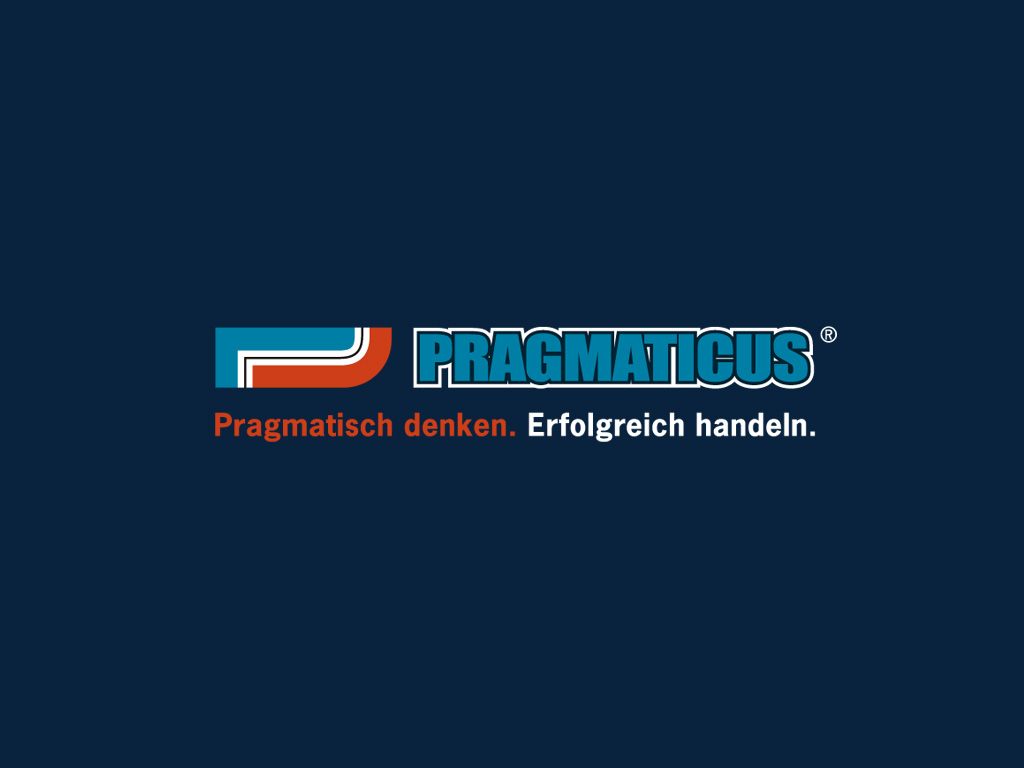 PRAGMATICUS®
Pragmatisch denken. Erfolgreich handeln.